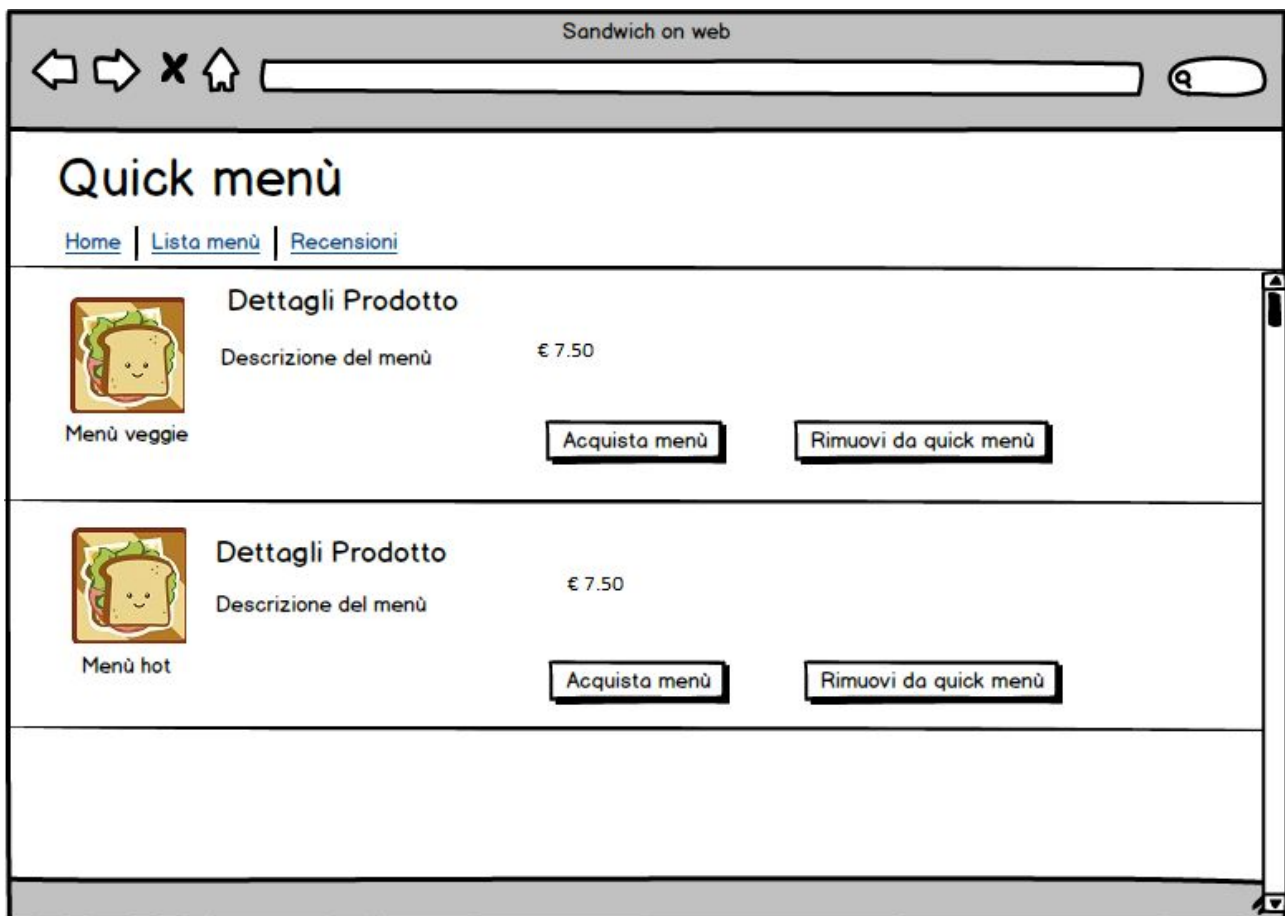 Sandwich on web
Quick menù
Home | Lista menù | Recensioni
Dettagli Prodotto
Descrizione del menù € 7.50
Menù veggie
Acquista menù Rimuovi da quick menù
Dettagli Prodotto
€ 7.50
Descrizione del menù
Menù hot
Acquista menù Rimuovi da quick menù